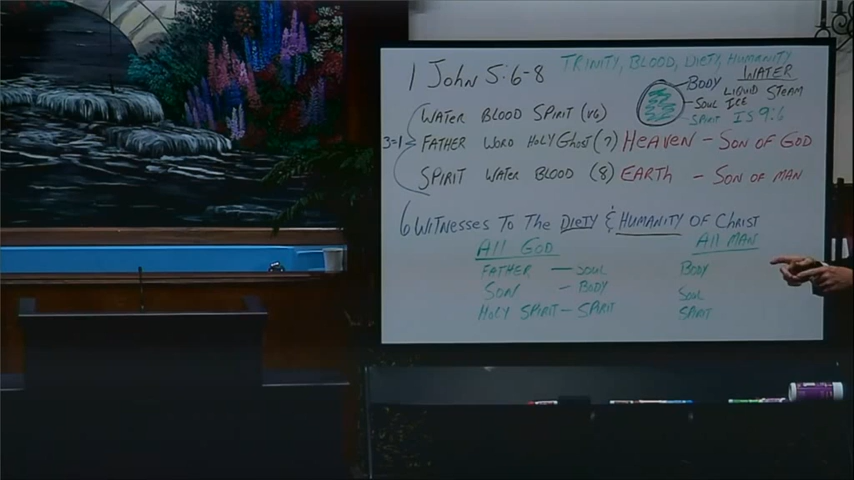 TRINITY, BLOOD, DIETY, HUMANITY
1 John 5:6-8
BODY WATER
LIQUID STEAM
SOUL ICE
SPIRIT IS 9:6
WATER BLOOD SPIRIT (V6)
3=1 FATHER WORD HOLY GHOST (7) HEAVEN - SON OF GOD
SPIRIT WATER BLOOD (8) EARTH - SON OF MAN
6 WITNESSES TO THE DIETY & HUMANITY OF CHRIST
All GOD All MAN
FATHER - SOUL BODY
SON - BODY SOUL
HOLY SPIRIT - SPIRIT SPIRIT